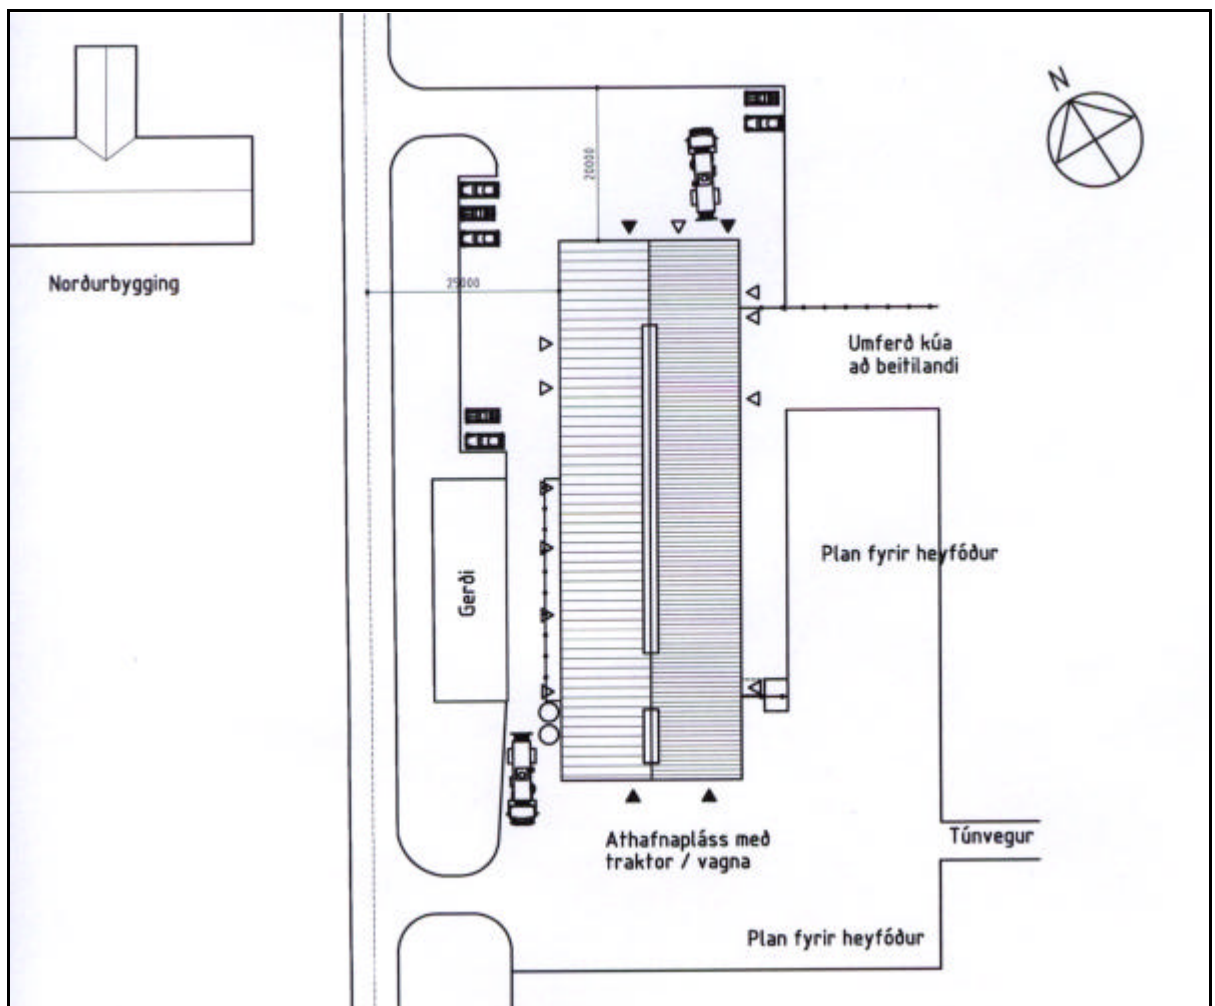 N
20000
Norðurbygging
25000
Umferð kúa
að beitilandi
Plan fyrir heyfóður
Gerði
Athafnapláss með
traktor / vagna
Túnvegur
Plan fyrir heyfóður